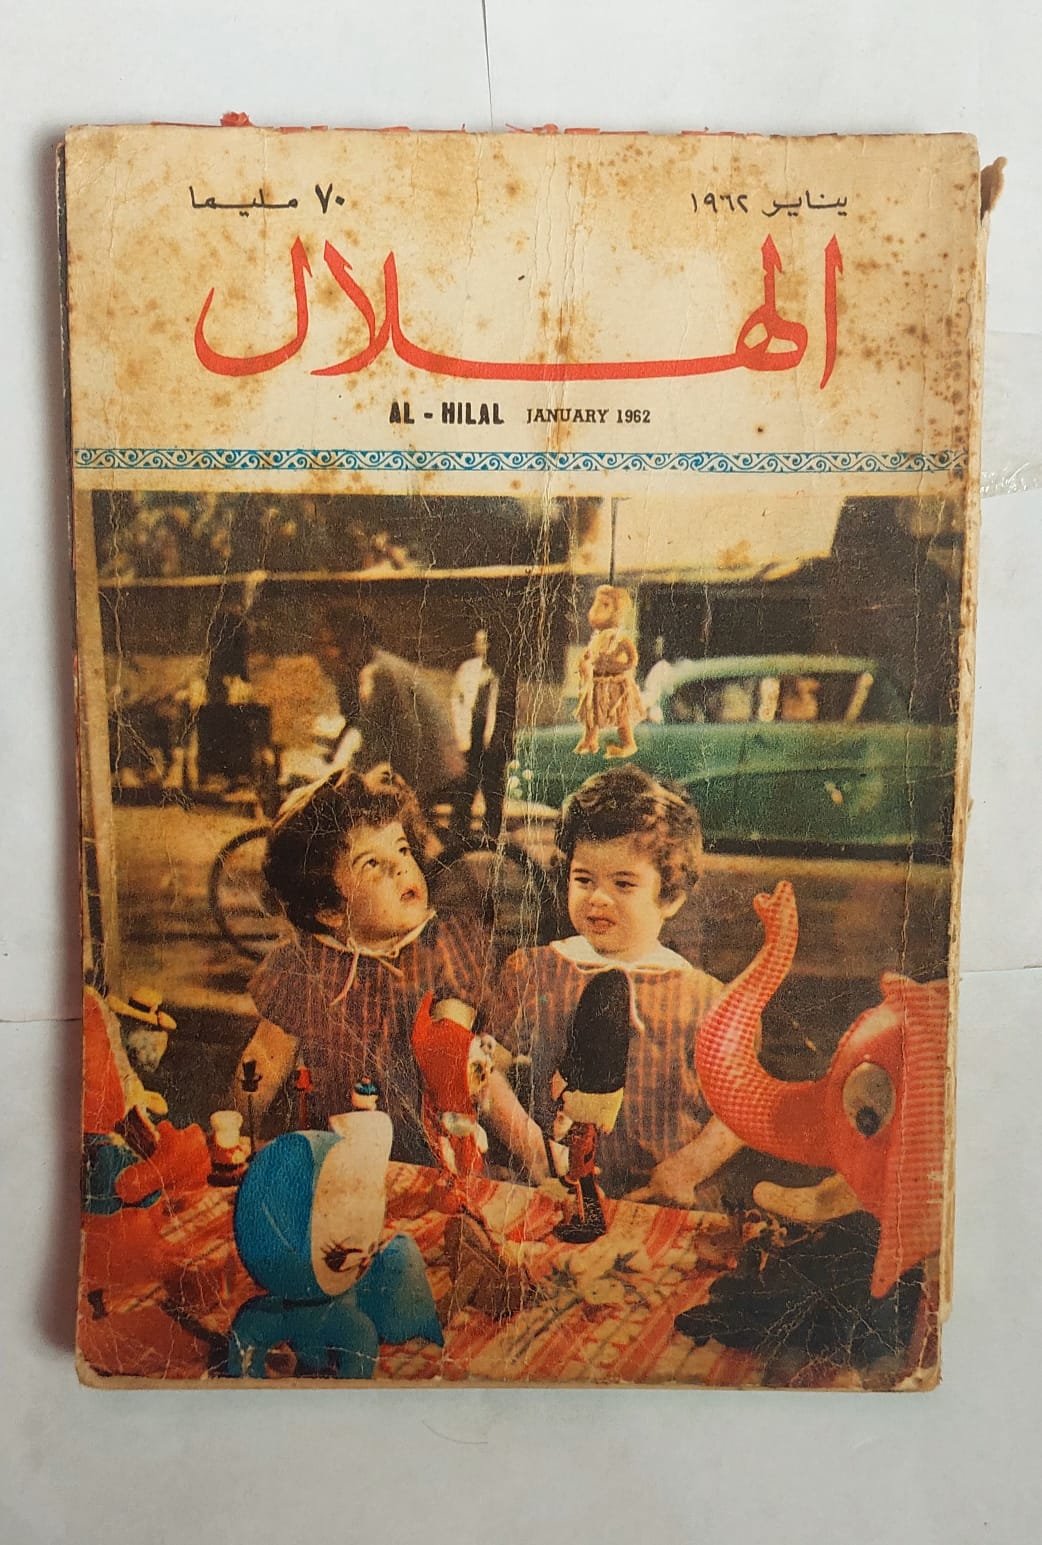 يناير ١٩٦٢
٧٠ مليما
الهلال
AL - HILAL JANUARY 1962